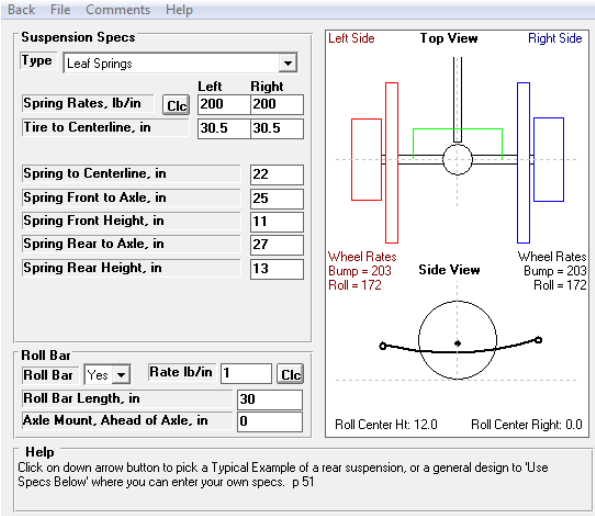 Back File Comments Help
Suspension Specs
Type Leaf Springs
Left Right
Spring Rates, lb/in Clc 200 200
Tire to Centerline, in 30.5 30.5
Spring to Centerline, in 22
Spring Front to Axle, in 25
Spring Front Height, in 11
Spring Rear to Axle, in 27
Spring Rear Height, in 13
Roll Bar
Roll Bar Yes Rate lb/in 1 Clc
Roll Bar Length, in 30
Axle Mount, Ahead of Axle, in 0
Left Side Top View Right Side
Wheel Rates Wheel Rates
Bump = 203 Side View Bump = 203
Roll = 172 Roll = 172
Roll Center Ht: 12.0 Roll Center Right: 0.0
Help
Click on down arrow button to pick a Typical Example of a rear suspension, or a general design to 'Use
Specs Below' where you can enter your own specs. p 51